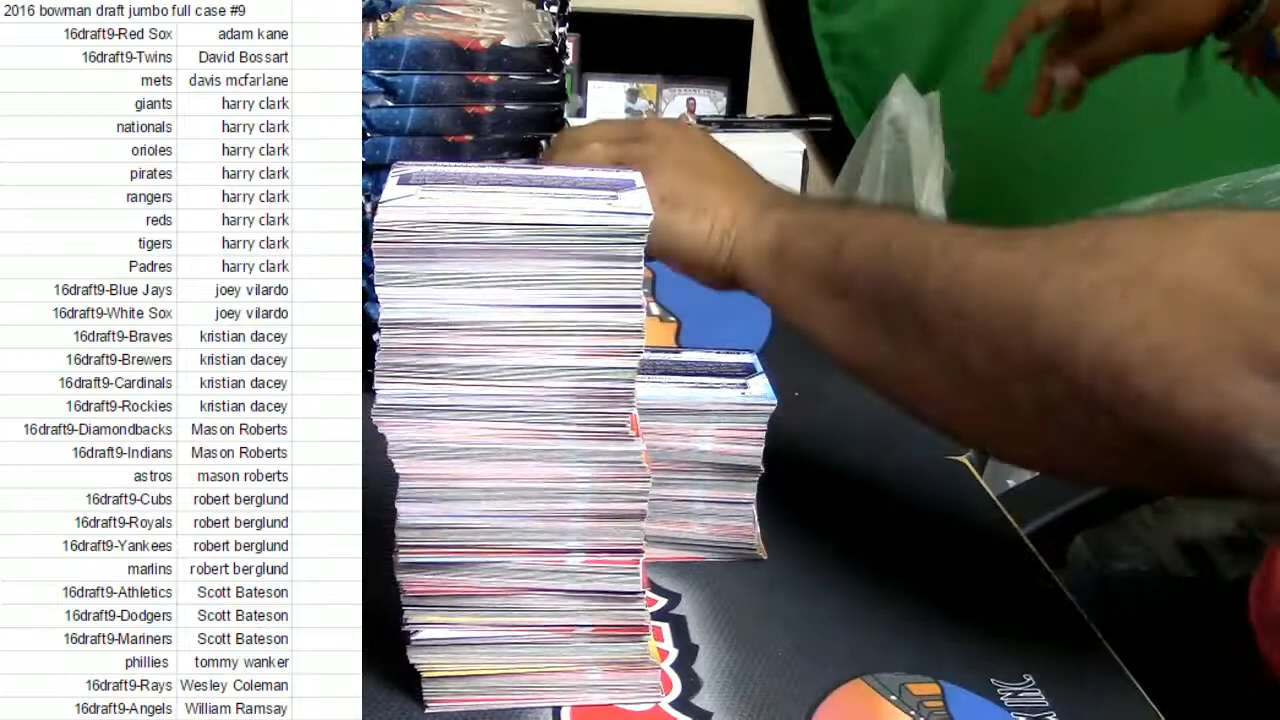 2016 bowman draft jumbo full case #9
16draft9-Red Sox adam kane
16draft9-Twins David Bossart
mets davis mcfarlane
giants harry clark
nationals harry clark
orioles harry clark
pirates harry clark
rangers harry clark
reds harry clark
tigers harry clark
Padres harry clark
16draft9-Blue Jays joey vilardo
16draft9-White Sox joey vilardo
16draft9-Braves kristian dacey
16draft9-Brewers kristian dacey
16draft9-Cardinals kristian dacey
16draft9-Rockies kristian dacey
16draft9-Diamondbacks Mason Roberts
16draft9-Indians Mason Roberts
astros mason roberts
16draft9-Cubs robert berglund
16draft9-Royals robert berglund
16draft9-Yankees robert berglund
marlins robert berglund
16draft9-Athletics Scott Bateson
16draft9-Dodgers Scott Bateson
16draft9-Mariners Scott Bateson
phillies tommy wanker
16draft9-Rays Wesley Coleman
16draft9-Angels William Ramsay
INC